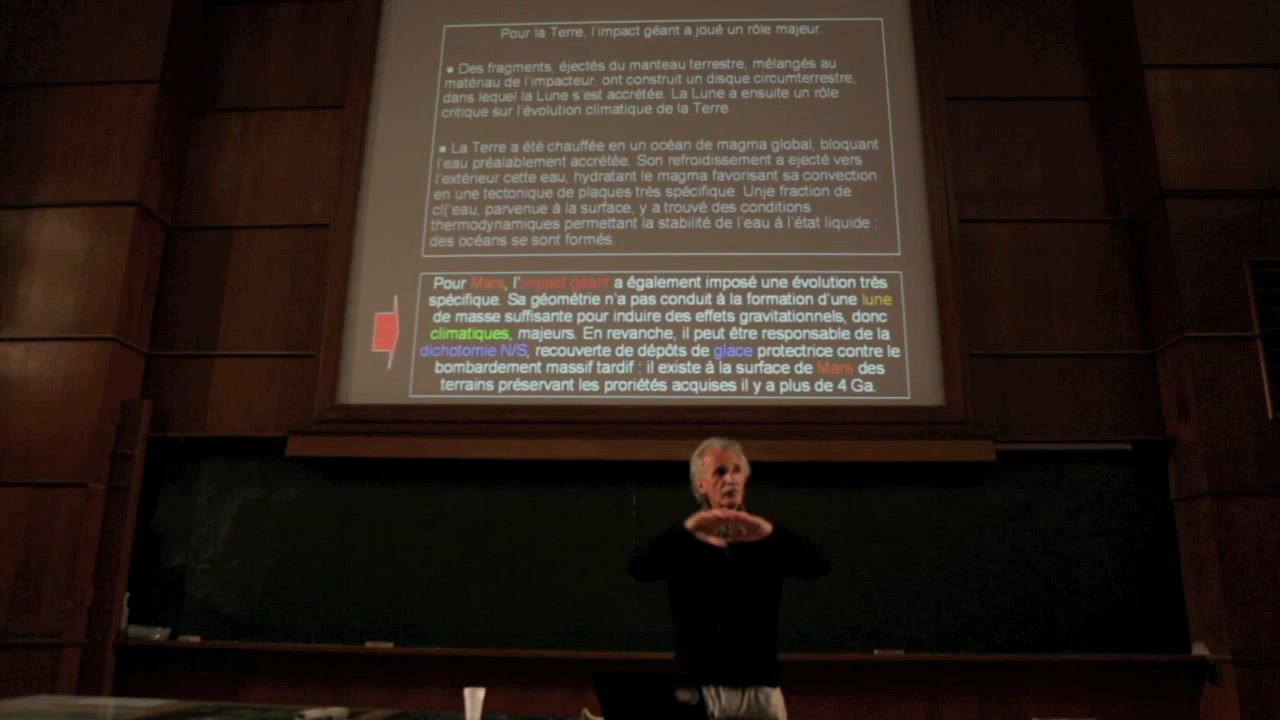 Pour la Terre, l'impact géant a joué un rôle majeur.
● Des fragments, éjectés du manteau terrestre, mélangés au
matériau de l'impacteur, ont construit un disque circumterrestre,
dans lequel la Lune s'est accrétée. La Lune a ensuite un rôle
critique sur l'évolution climatique de la Terre.
● La Terre a été chauffée en un océan de magma global, bloquant
l'eau préalablement accrétée. Son refroidissement a ejecté vers
l'extérieur cette eau, hydratant le magma favorisant sa convection
en une tectonique de plaques très spécifique. Unje fraction de
cl('eau, parvenue à la surface, y a trouvé des conditions
thermodynamiques permettant la stabilité de l'eau à l'état liquide :
des océans se sont formés.
Pour Mars, l'impact géant a également imposé une évolution très
spécifique. Sa géométrie n'a pas conduit à la formation d'une lune
de masse suffisante pour induire des effets gravitationnels, donc
climatiques, majeurs. En revanche, il peut être responsable de la
dichotomie N/S, recouverte de dépôts de glace protectrice contre le
bombardement massif tardif : il existe à la surface de Mars des
terrains préservant les proriétés acquises il y a plus de 4 Ga.